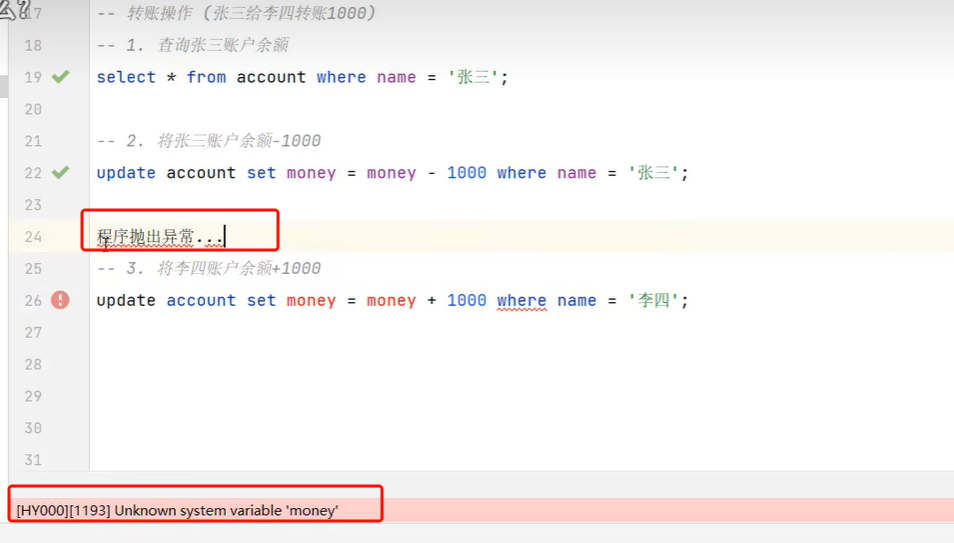 么？
17 -- 转账操作 (张三给李四转账1000)
18 -- 1. 查询张三账户余额
19 select * from account where name = '张三';
20
21 -- 2. 将张三账户余额-1000
22 update account set money = money - 1000 where name = '张三';
23
24 程序抛出异常...
25 -- 3. 将李四账户余额+1000
26 update account set money = money + 1000 where name = '李四';
27
28
29
30
31
[HY000][1193] Unknown system variable 'money'